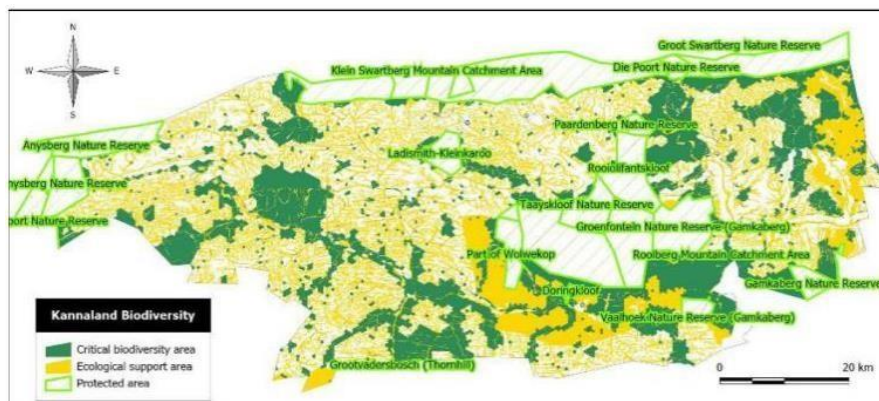 N
W E
S
Groot Swartberg Nature Reserve
Klein Swartberg Mountain Catchment Area
Die Poort Nature Reserve
Paardenberg Nature Reserve
Anysberg Nature Reserve
Ladismith-Kleinkaroo
Rooiolifantskloof
nysberg Nature Reserve
Taayskloof Nature Reserve
Poort Nature Reserve
Groenfontein Nature Reserve (Gamkaberg)
Part of Wolwekop
Rooiberg Mountain Catchment Area
Gamkaberg Nature Reserve
Doringkloof
Vaalhoek Nature Reserve (Gamkaberg)
Grootvadersbosch (Thornhill)
Kannaland Biodiversity
Critical biodiversity area
Ecological support area
Protected area
0 20 km